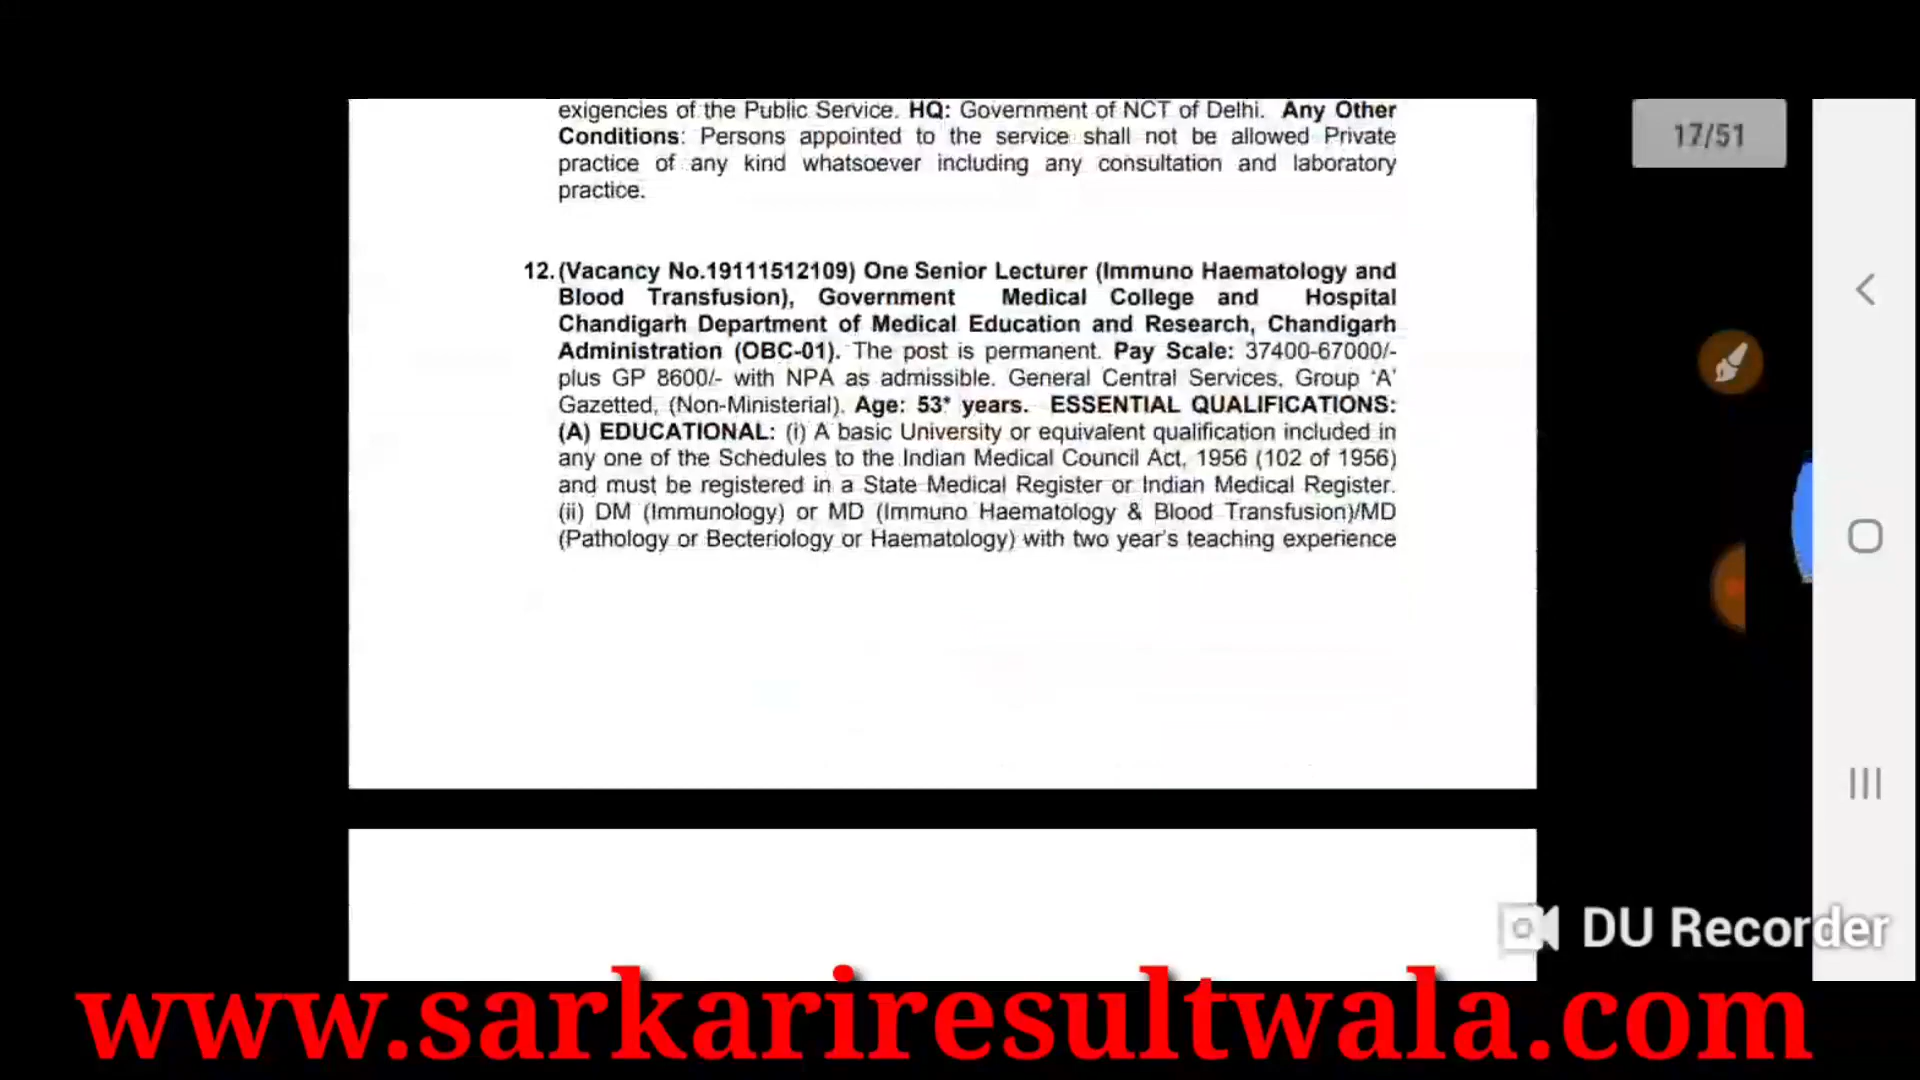 exigencies of the Public Service. HQ: Government of NCT of Delhi. Any Other
Conditions: Persons appointed to the service shall not be allowed Private
practice of any kind whatsoever including any consultation and laboratory
practice.
17/51
12. (Vacancy No.19111512109) One Senior Lecturer (Immuno Haematology and
Blood Transfusion), Government Medical College and Hospital
Chandigarh Department of Medical Education and Research, Chandigarh
Administration (OBC-01). The post is permanent. Pay Scale: 37400-67000/-
plus GP 8600/- with NPA as admissible. General Central Services, Group 'A'
Gazetted, (Non-Ministerial). Age: 53* years. ESSENTIAL QUALIFICATIONS:
(A) EDUCATIONAL: (i) A basic University or equivalent qualification included in
any one of the Schedules to the Indian Medical Council Act, 1956 (102 of 1956)
and must be registered in a State Medical Register or Indian Medical Register.
(ii) DM (Immunology) or MD (Immuno Haematology & Blood Transfusion)/MD
(Pathology or Becteriology or Haematology) with two year's teaching experience
DU Recorder
www.sarkariresultwala.com